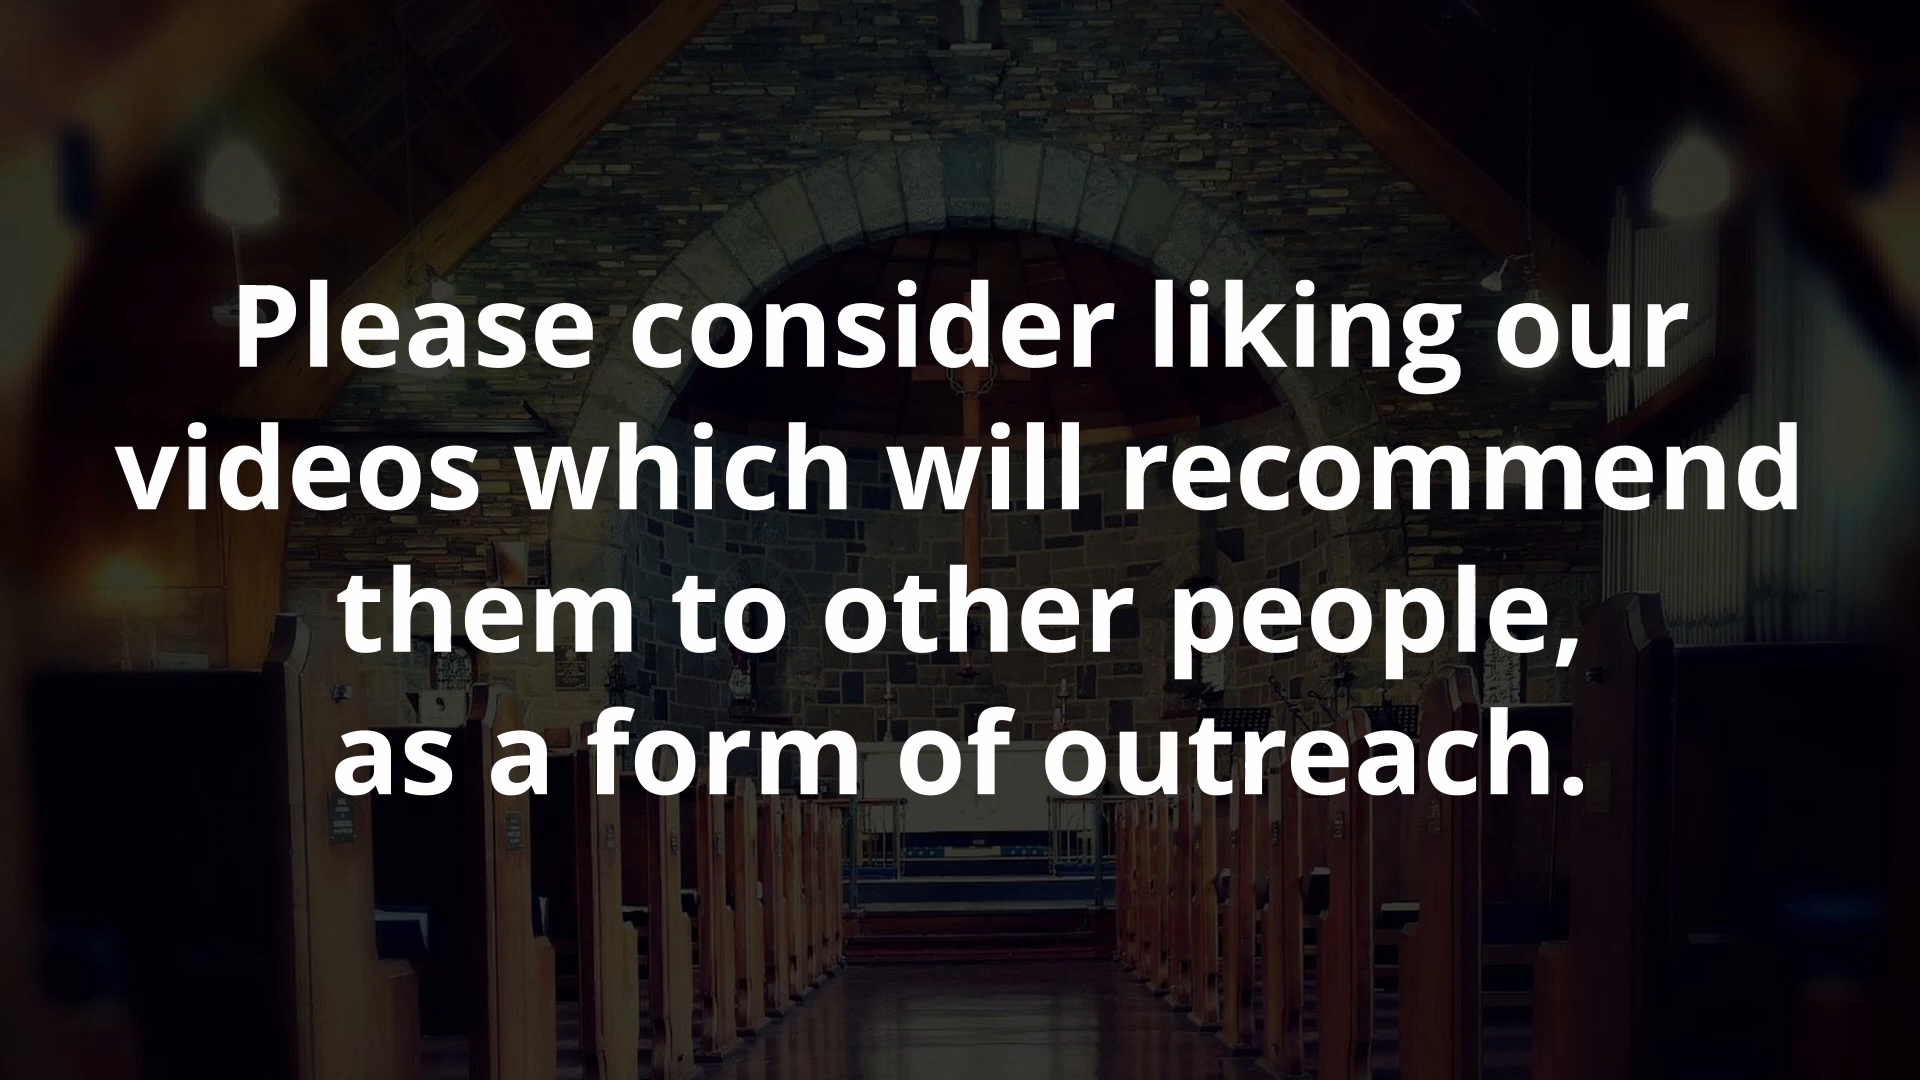 Please consider liking our
videos which will recommend
them to other people,
as a form of outreach.